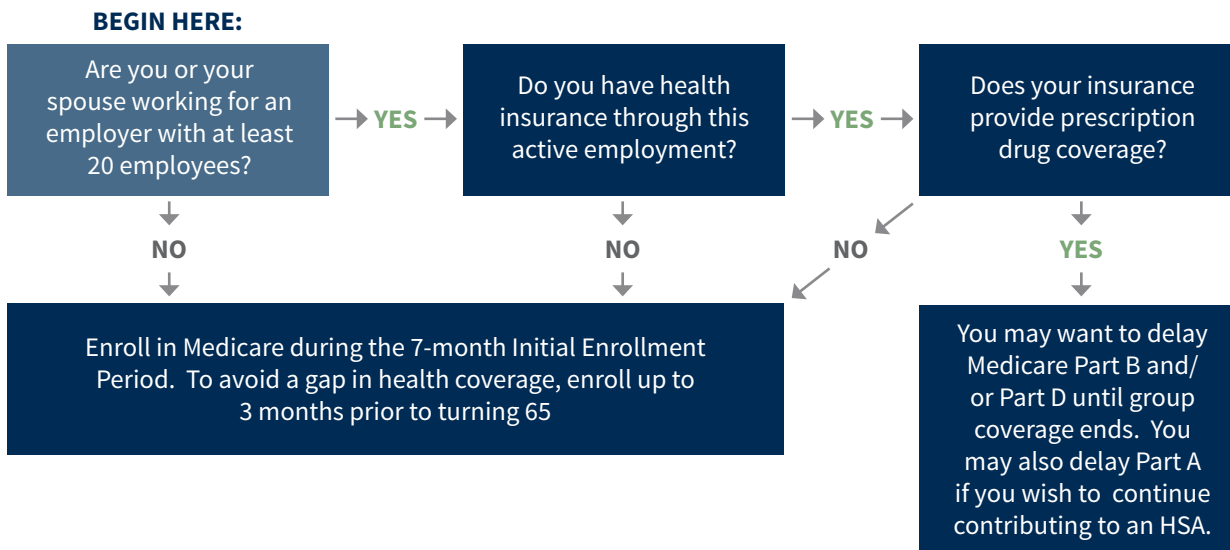 BEGIN HERE:
Are you or your
spouse working for an
employer with at least
20 employees?
YES
Do you have health
insurance through this
active employment?
YES
Does your insurance
provide prescription
drug coverage?
NO
NO
NO
YES
Enroll in Medicare during the 7-month Initial Enrollment
Period.  To avoid a gap in health coverage, enroll up to
3 months prior to turning 65
You may want to delay
Medicare Part B and/
or Part D until group
coverage ends.  You
may also delay Part A
if you wish to  continue
contributing to an HSA.